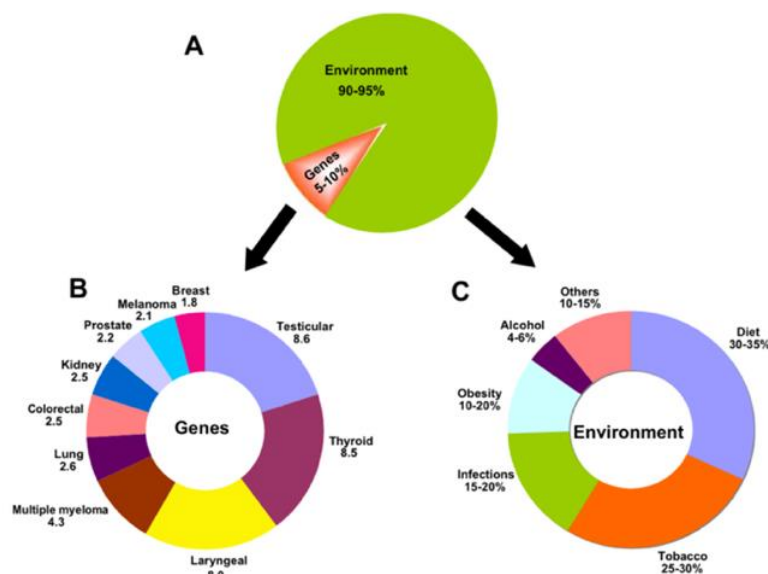 A
Environment
90-95%
Genes
5-10%
B
Breast
1.8
Melanoma
2.1
Prostate
2.2
Kidney
2.5
Colorectal
2.5
Lung
2.6
Multiple myeloma
4.3
Laryngeal
Thyroid
8.5
Testicular
8.6
Genes
C
Others
10-15%
Alcohol
4-6%
Obesity
10-20%
Infections
15-20%
Tobacco
25-30%
Diet
30-35%
Environment